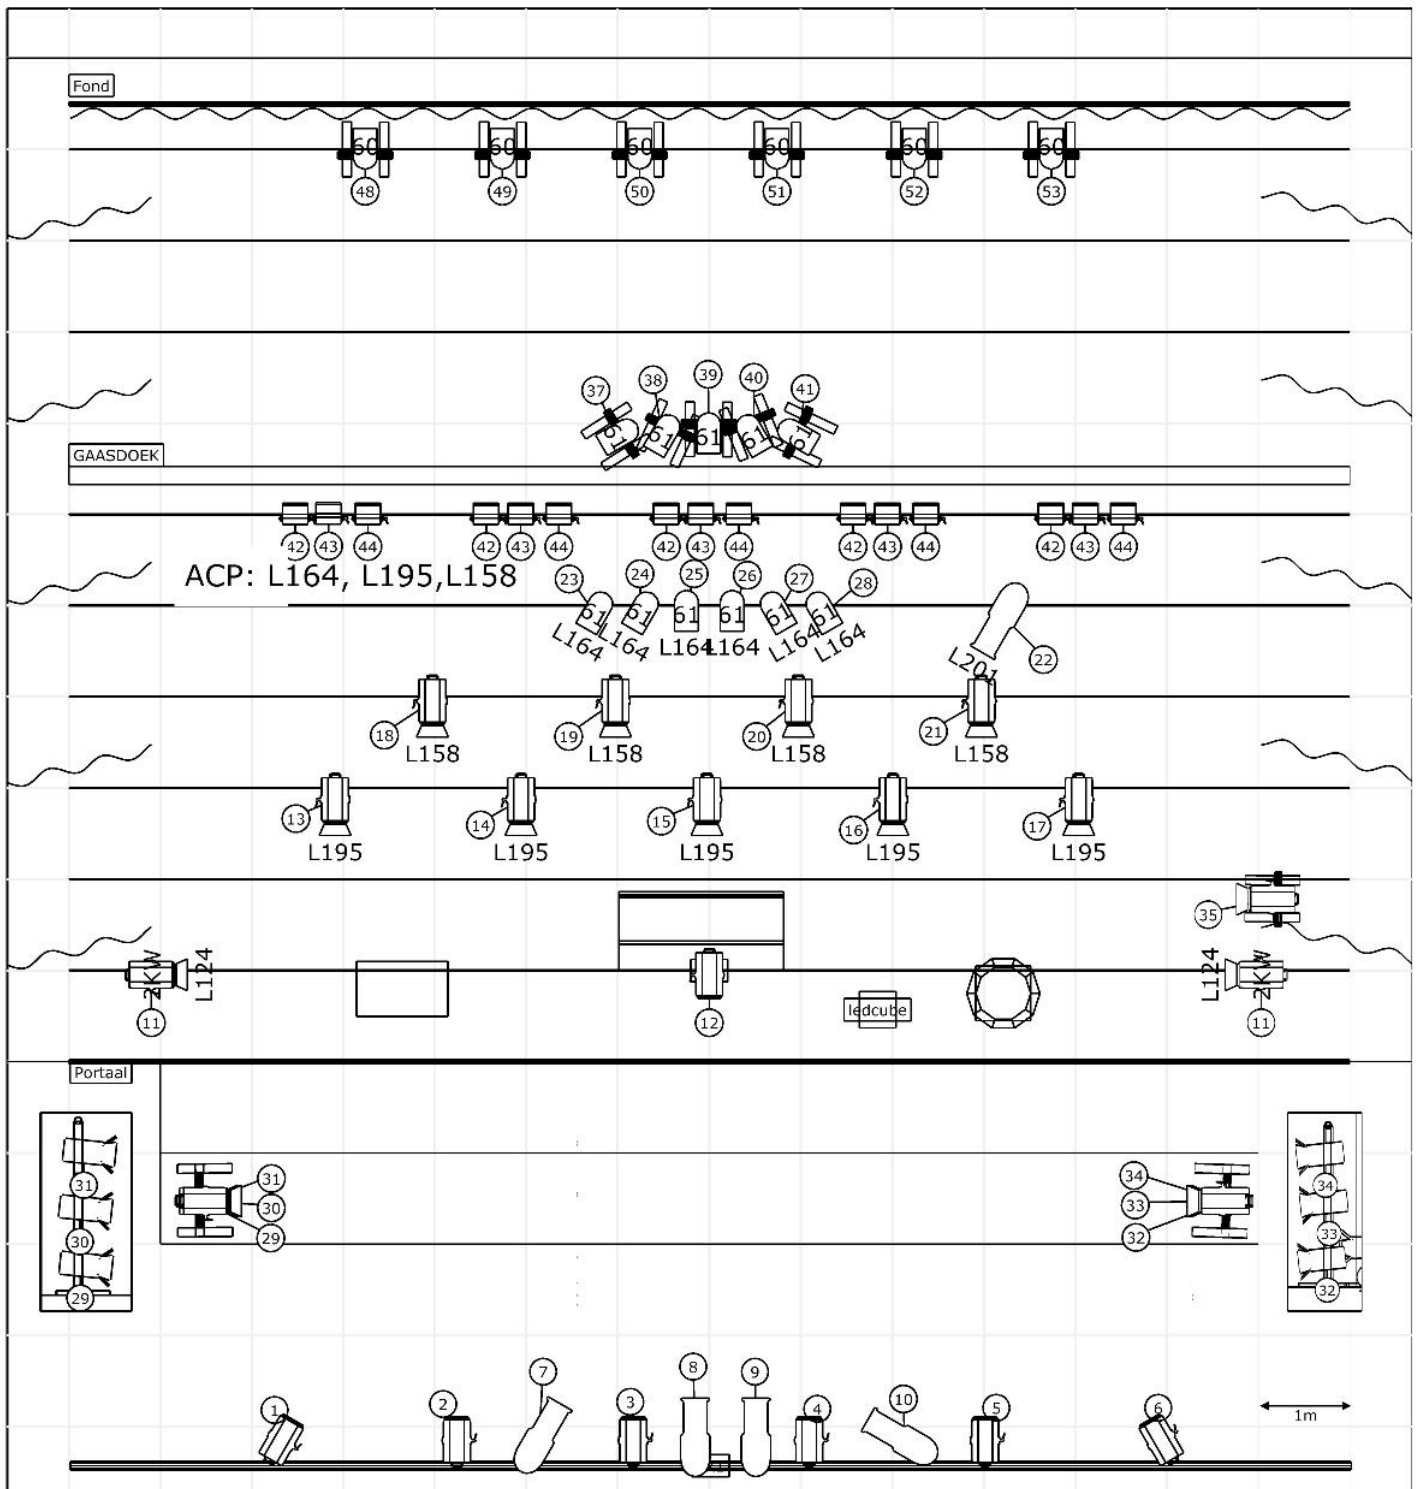 Fond
60 60 60 60 60 60
48 49 50 51 52 53
37 38 39 40 41
61 61 61 61 61
GAASDOEK
42 43 44 42 43 44 42 43 44 42 43 44 42 43 44
ACP: L164, L195,L158
23 24 25 26 27 28
61 61 61 61 61 61
L164 L164 L164 L164 L164 L164
22
L201
18 19 20 21
L158 L158 L158 L158
13 14 15 16 17
L195 L195 L195 L195 L195
35
2KW L124 L124 2KW
ledcube
11 12 11
Portaal
31 31 34 34
30 30 33 33
29 29 32 32
7 8 9 10
1 2 3 4 5 6
1m